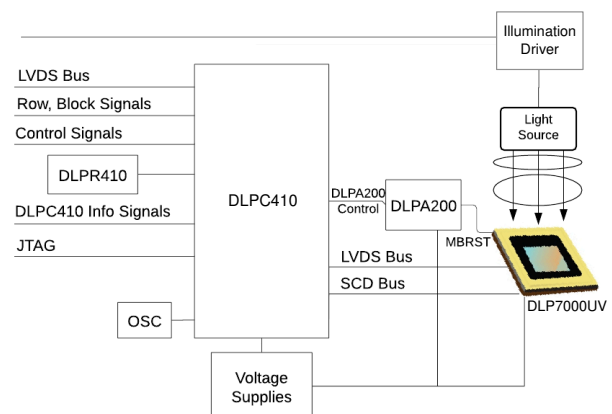 Illumination
Driver
LVDS Bus
Row, Block Signals
Control Signals
DLPR410
DLPC410 Info Signals
JTAG
OSC
DLPC410
Voltage
Supplies
DLPA200
Control
DLPA200
MBRST
LVDS Bus
SCD Bus
Light
Source
DLP7000UV